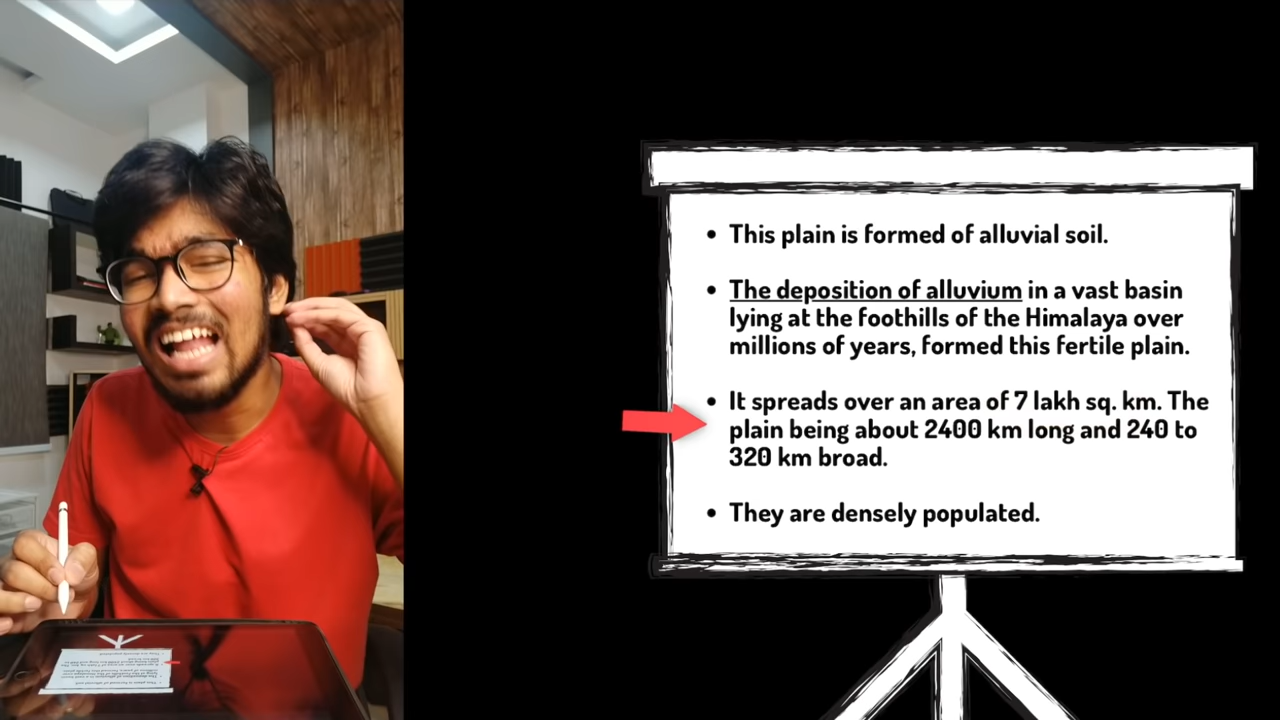 • This plain is formed of alluvial soil.
• The deposition of alluvium in a vast basin
lying at the foothills of the Himalaya over
millions of years, formed this fertile plain.
• It spreads over an area of 7 lakh sq. km. The
plain being about 2400 km long and 240 to
320 km broad.
• They are densely populated.